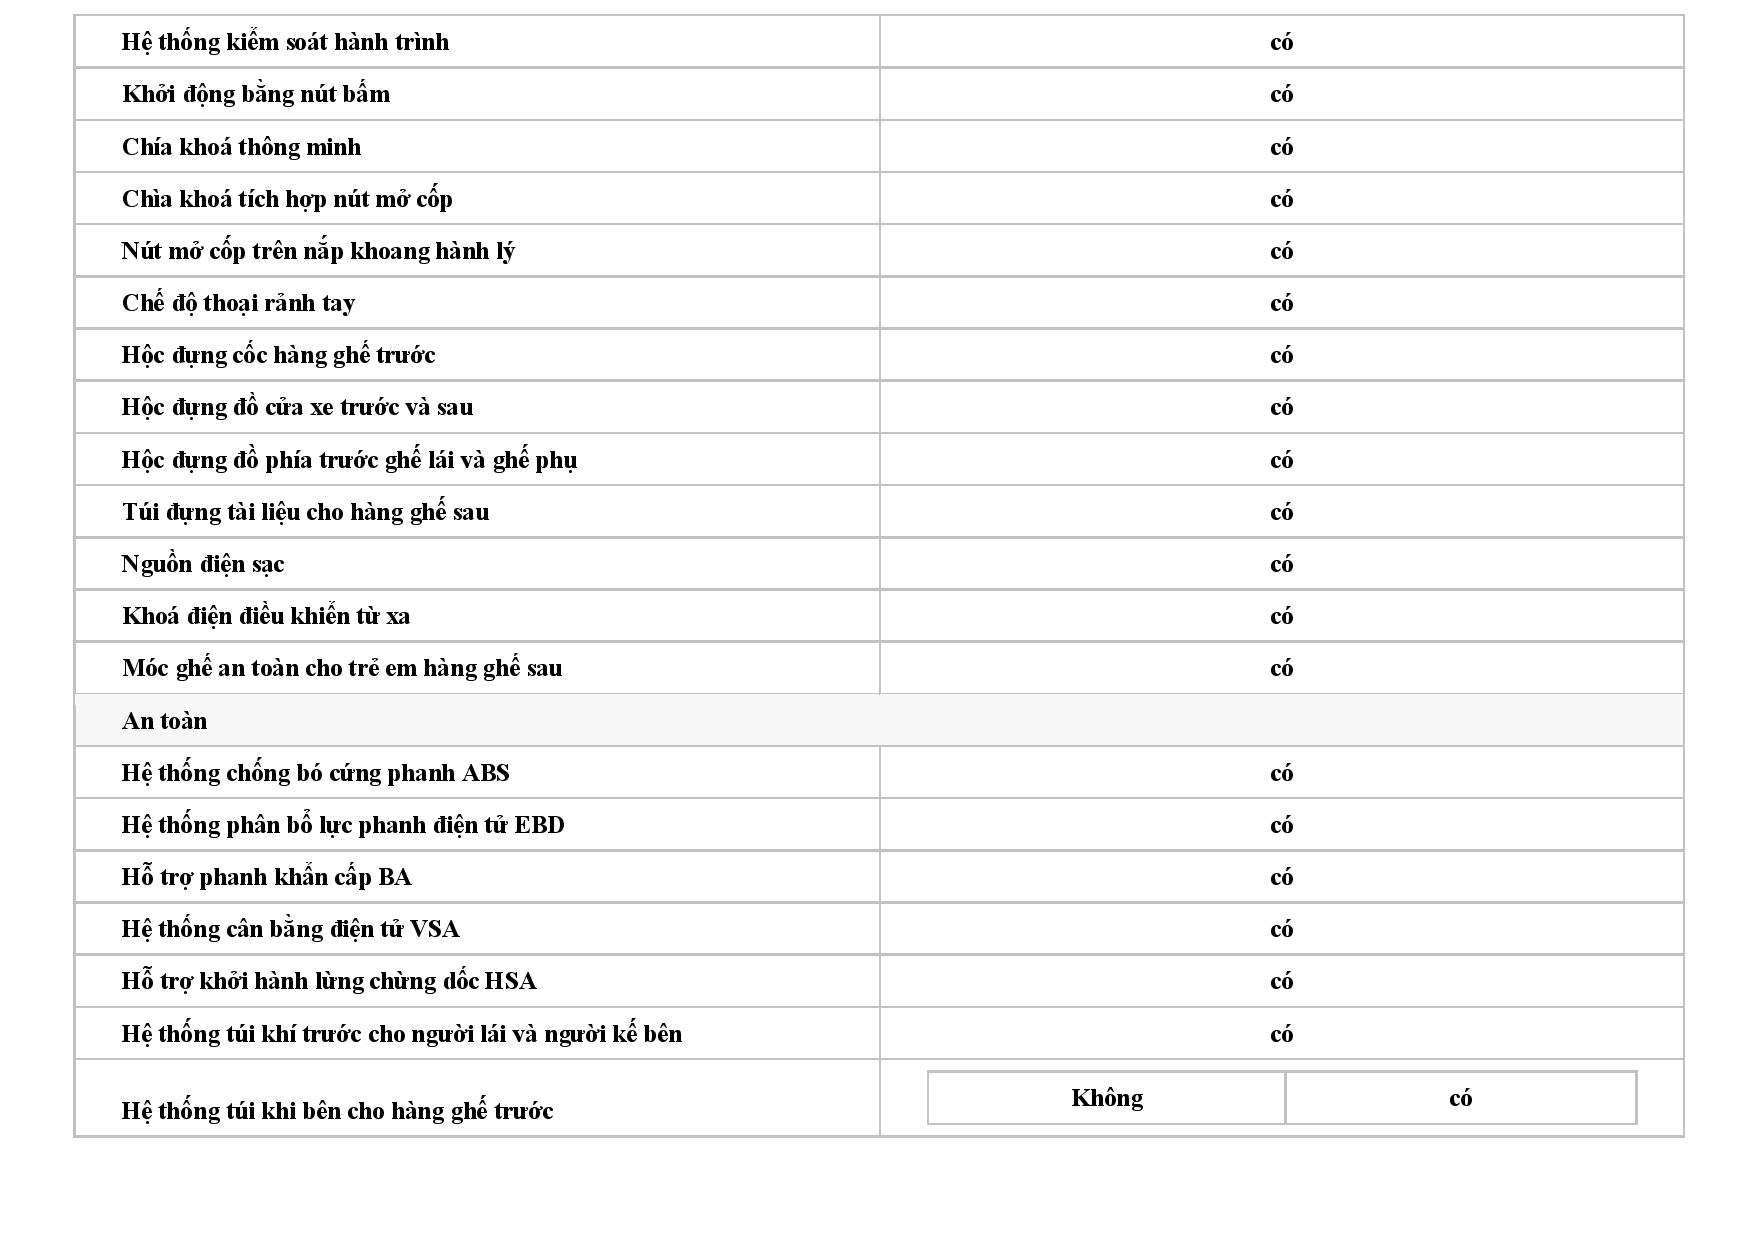 Hệ thống kiểm soát hành trình có
Khởi động bằng nút bấm có
Chía khoá thông minh có
Chìa khoá tích hợp nút mở cốp có
Nút mở cốp trên nắp khoang hành lý có
Chế độ thoại rảnh tay có
Hộc đựng cốc hàng ghế trước có
Hộc đựng đồ cửa xe trước và sau có
Hộc đựng đồ phía trước ghế lái và ghế phụ có
Túi đựng tài liệu cho hàng ghế sau có
Nguồn điện sạc có
Khoá điện điều khiển từ xa có
Móc ghế an toàn cho trẻ em hàng ghế sau có
An toàn
Hệ thống chống bó cứng phanh ABS có
Hệ thống phân bổ lực phanh điện tử EBD có
Hỗ trợ phanh khẩn cấp BA có
Hệ thống cân bằng điện tử VSA có
Hỗ trợ khởi hành lừng chừng dốc HSA có
Hệ thống túi khí trước cho người lái và người kế bên có
Hệ thống túi khi bên cho hàng ghế trước Không có